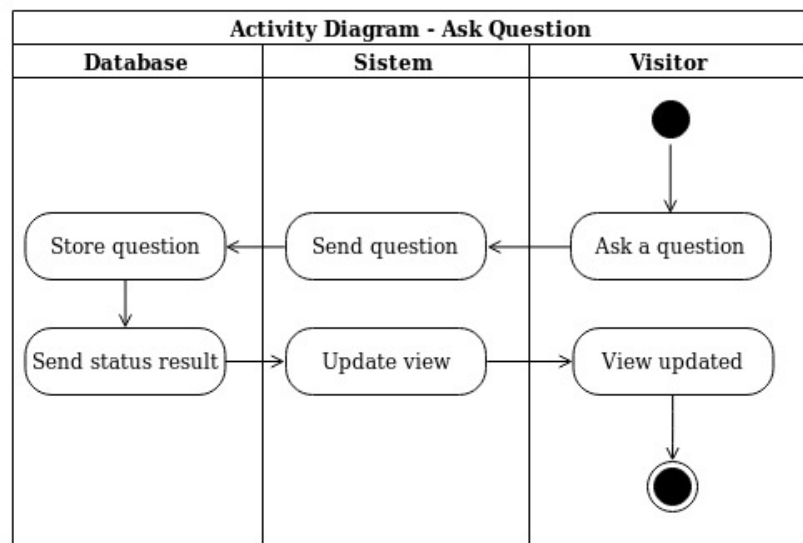 Activity Diagram - Ask Question
Database
Sistem
Visitor
Store question
Send question
Ask a question
Send status result
Update view
View updated